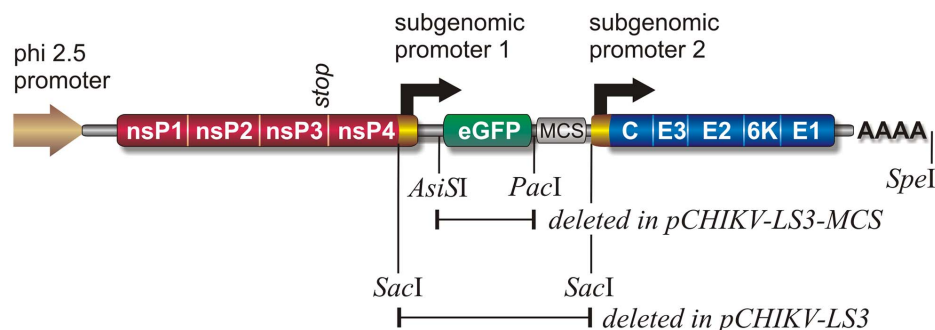 phi 2.5
promoter
subgenomic
promoter 1
subgenomic
promoter 2
stop
nsP1 nsP2 nsP3 nsP4 eGFP MCS C E3 E2 6K E1 AAAA
AsiSI PacI SpeI
deleted in pCHIKV-LS3-MCS
SacI SacI
deleted in pCHIKV-LS3